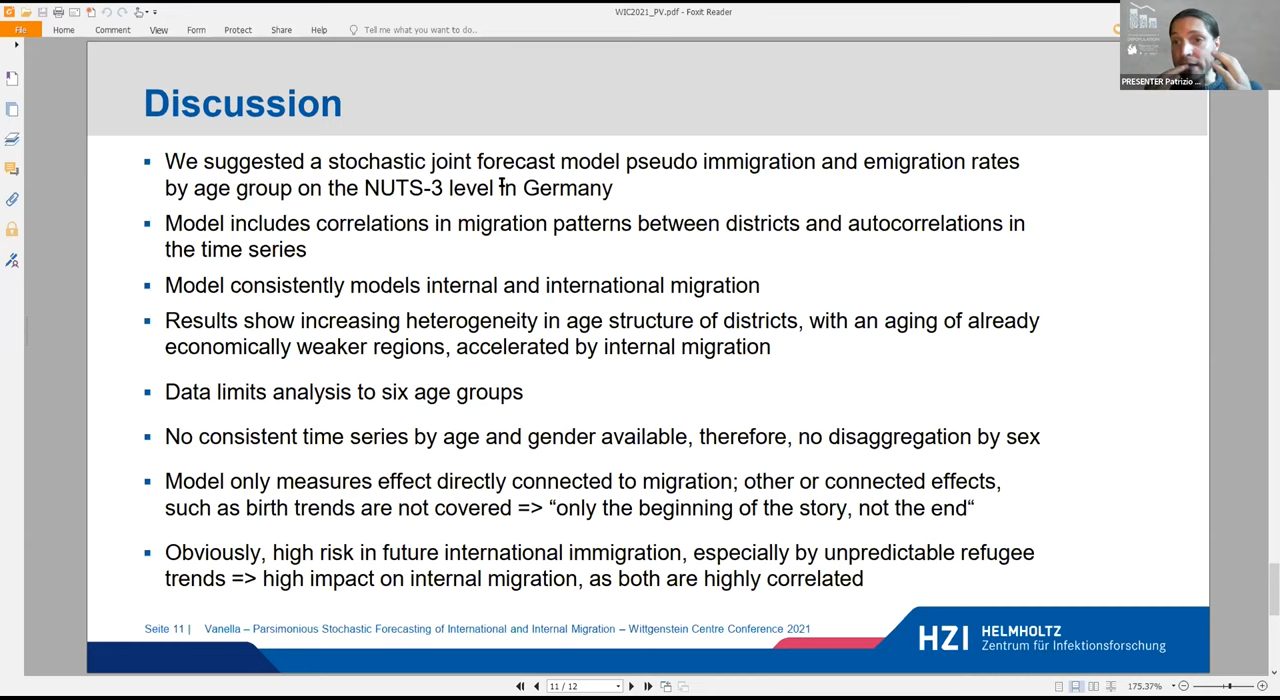 WIC2021_PV.pdf - Foxit Reader
File Home Comment View Form Protect Share Help Tell me what you want to do..
PRESENTER Patrizio ...
Discussion
▪ We suggested a stochastic joint forecast model pseudo immigration and emigration rates
by age group on the NUTS-3 level in Germany
▪ Model includes correlations in migration patterns between districts and autocorrelations in
the time series
▪ Model consistently models internal and international migration
▪ Results show increasing heterogeneity in age structure of districts, with an aging of already
economically weaker regions, accelerated by internal migration
▪ Data limits analysis to six age groups
▪ No consistent time series by age and gender available, therefore, no disaggregation by sex
▪ Model only measures effect directly connected to migration; other or connected effects,
such as birth trends are not covered => “only the beginning of the story, not the end“
▪ Obviously, high risk in future international immigration, especially by unpredictable refugee
trends => high impact on internal migration, as both are highly correlated
Seite 11 | Vanella – Parsimonious Stochastic Forecasting of International and Internal Migration – Wittgenstein Centre Conference 2021
HZI HELMHOLTZ
Zentrum für Infektionsforschung
11 / 12
175.37%